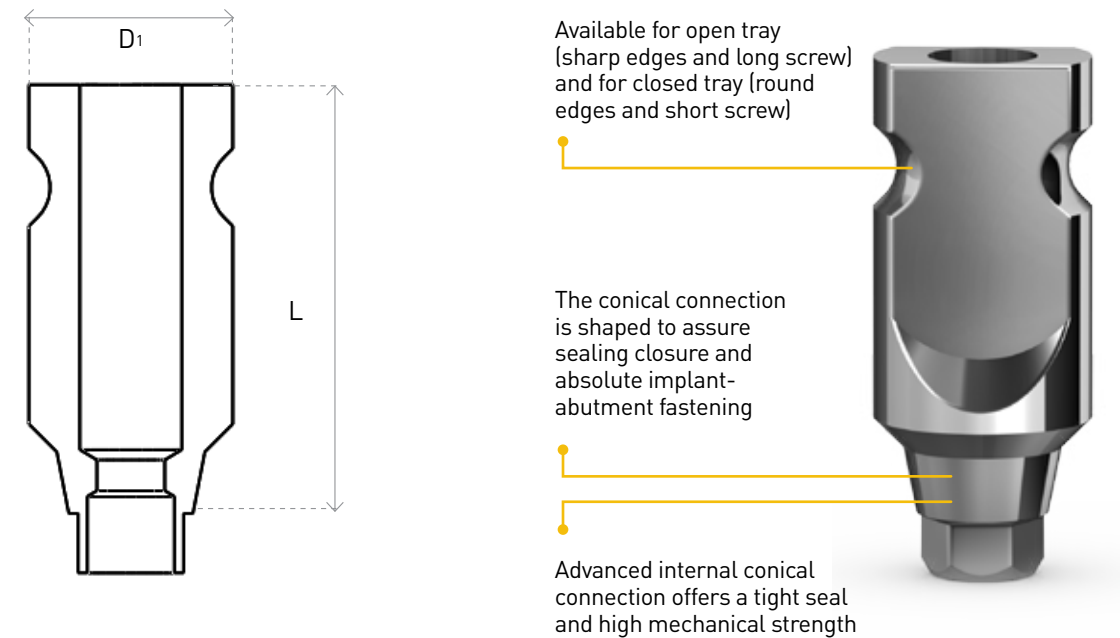 D1
L
Available for open tray
(sharp edges and long screw)
and for closed tray (round
edges and short screw)
The conical connection
is shaped to assure
sealing closure and
absolute implant-
abutment fastening
Advanced internal conical
connection offers a tight seal
and high mechanical strength